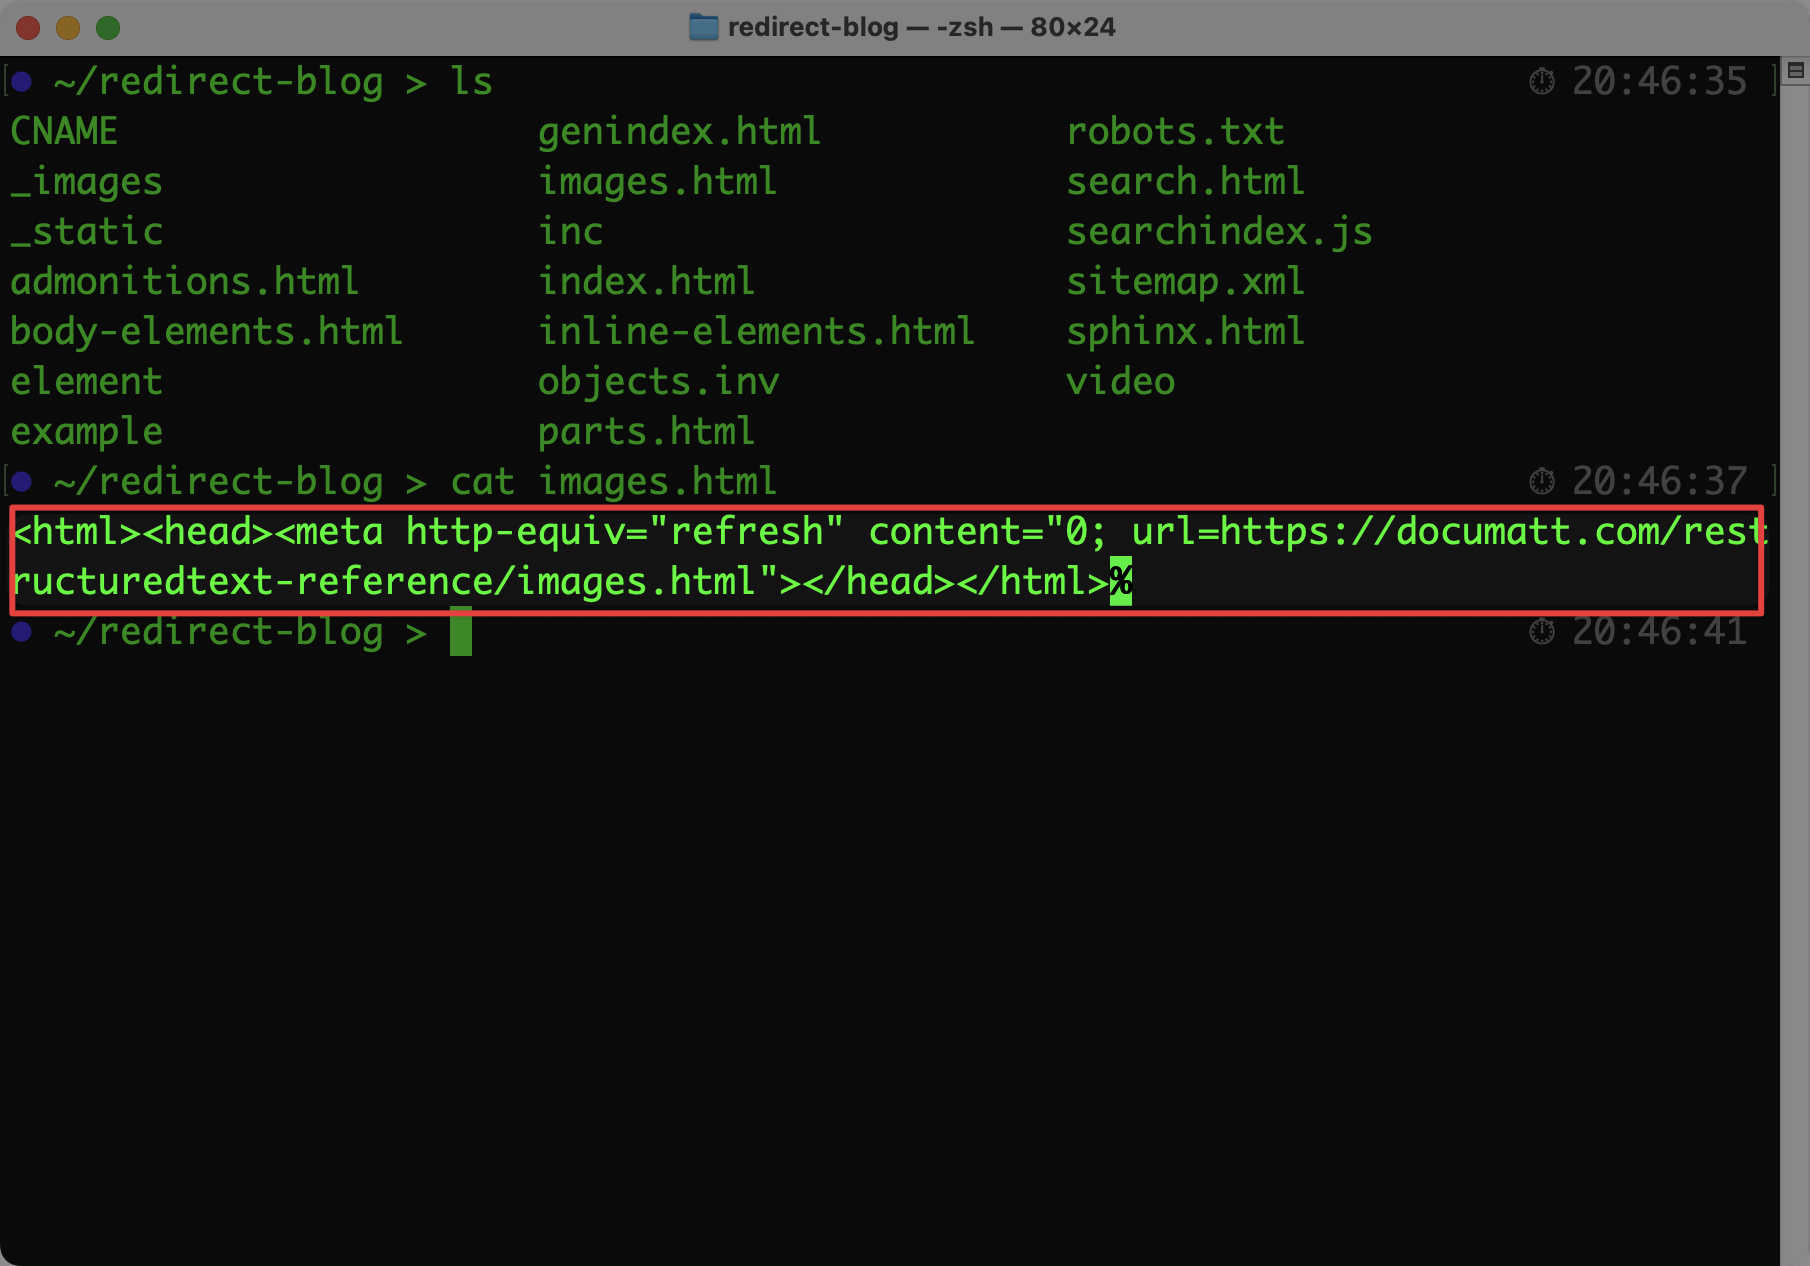 redirect-blog — -zsh — 80×24
~/redirect-blog > ls 20:46:35
CNAME genindex.html robots.txt
_images images.html search.html
_static inc searchindex.js
admonitions.html index.html sitemap.xml
body-elements.html inline-elements.html sphinx.html
element objects.inv video
example parts.html
~/redirect-blog > cat images.html 20:46:37
<html><head><meta http-equiv="refresh" content="0; url=https://documatt.com/rest
ructuredtext-reference/images.html"></head></html>%
~/redirect-blog > 20:46:41